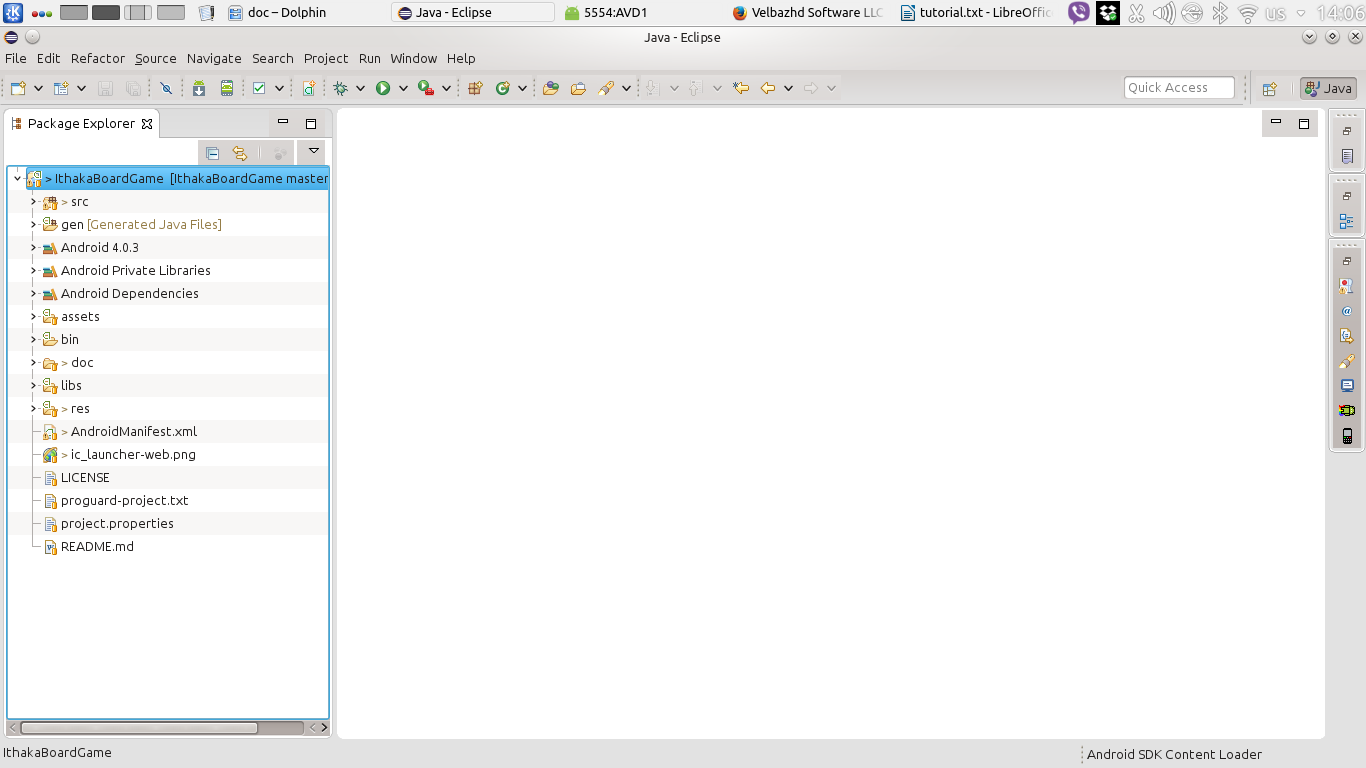 doc – Dolphin
Java - Eclipse
5554:AVD1
Velbazhd Software LLC
tutorial.txt - LibreOffic
us
14:06
Java - Eclipse
File Edit Refactor Source Navigate Search Project Run Window Help
Quick Access
Java
Package Explorer
> IthakaBoardGame [IthakaBoardGame master
> src
gen [Generated Java Files]
Android 4.0.3
Android Private Libraries
Android Dependencies
assets
bin
> doc
libs
> res
> AndroidManifest.xml
> ic_launcher-web.png
LICENSE
proguard-project.txt
project.properties
README.md
IthakaBoardGame
Android SDK Content Loader